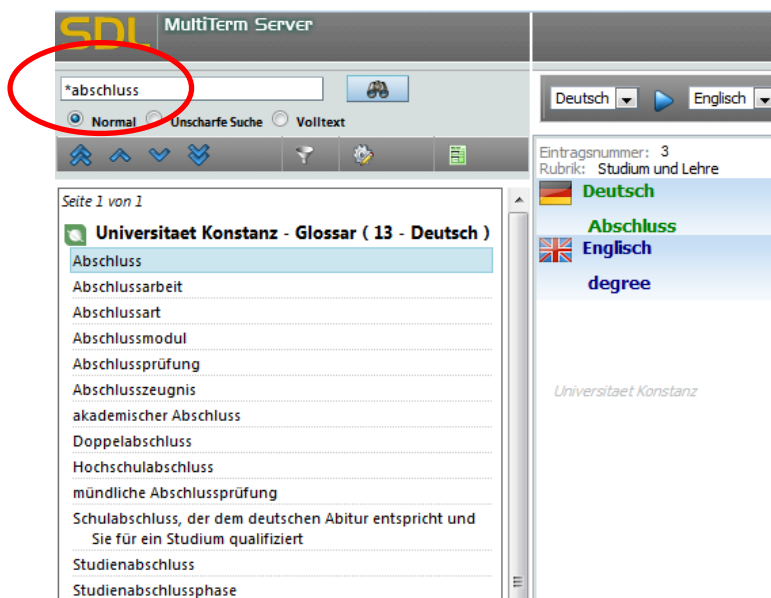 SDL MultiTerm Server
*abschluss
Normal Unscharfe Suche Volltext
Seite 1 von 1
Universitaet Konstanz - Glossar ( 13 - Deutsch )
Abschluss
Abschlussarbeit
Abschlussart
Abschlussmodul
Abschlussprüfung
Abschlusszeugnis
akademischer Abschluss
Doppelabschluss
Hochschulabschluss
mündliche Abschlussprüfung
Schulabschluss, der dem deutschen Abitur entspricht und
Sie für ein Studium qualifiziert
Studienabschluss
Studienabschlussphase
Deutsch Englisch
Eintragsnummer: 3
Rubrik: Studium und Lehre
Deutsch
Abschluss
Englisch
degree
Universitaet Konstanz